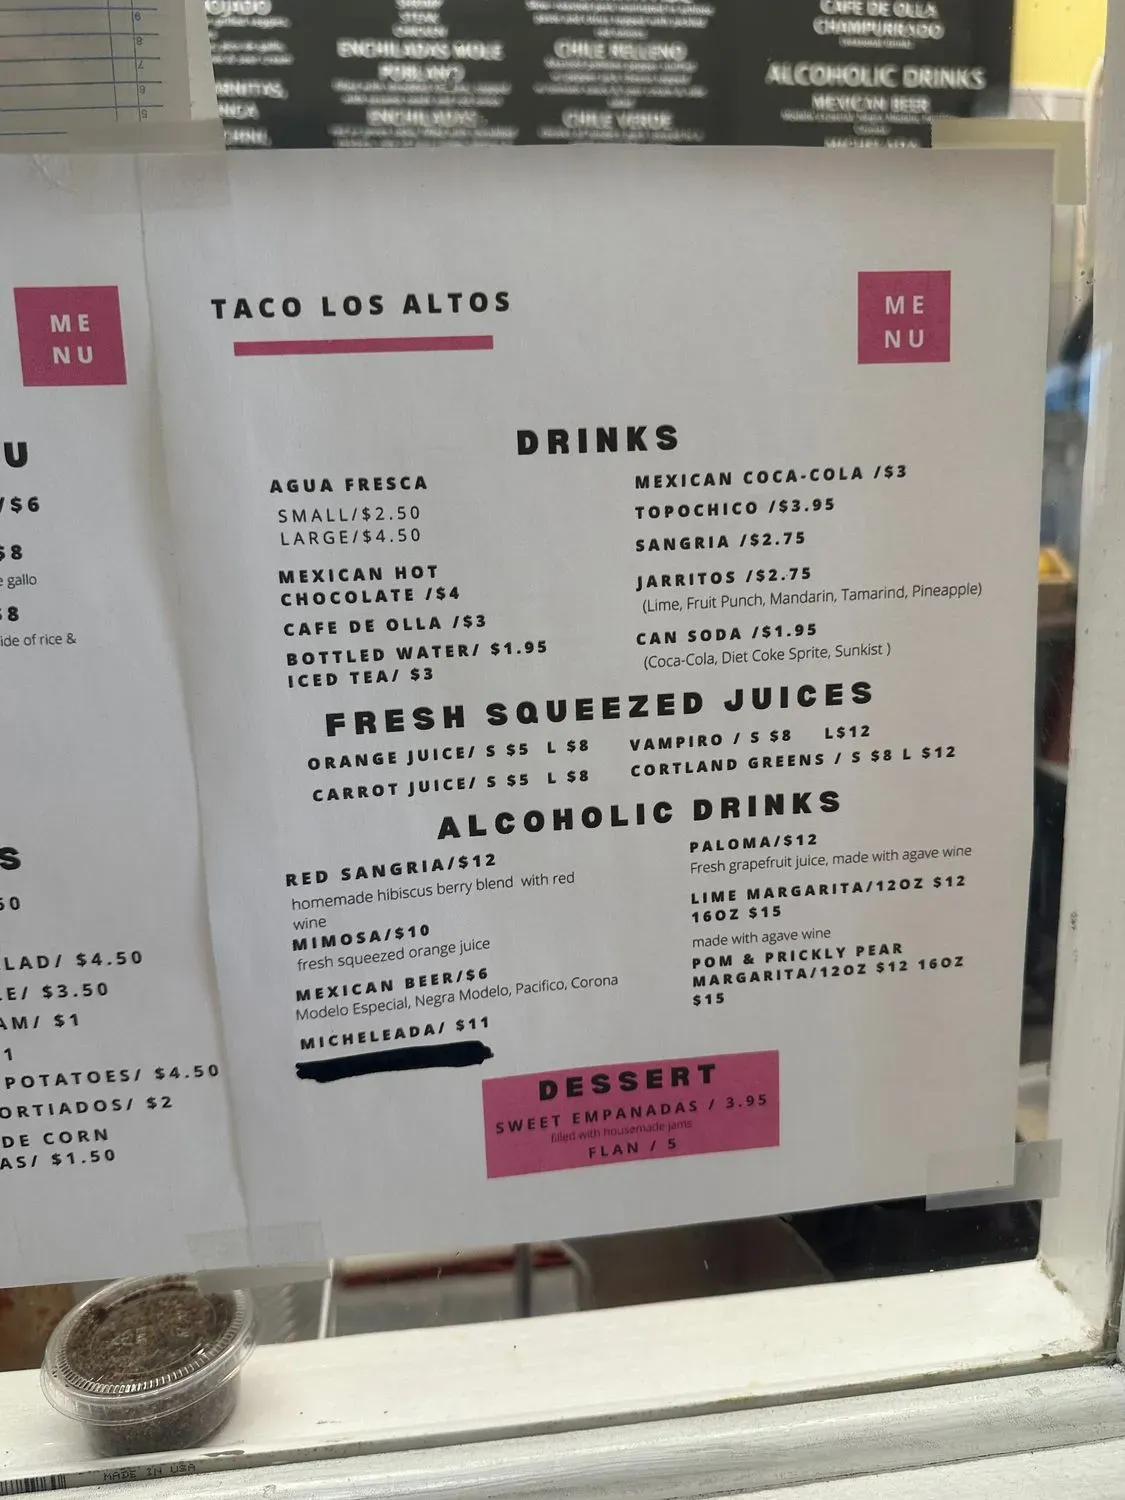 CAFE DE OLLA
CHAMPURRADO
ENCHILADAS MOLE
POBLANO
CHILE RELLENO
ALCOHOLIC DRINKS
MEXICAN BEER
ENCHILADAS
CHILE VERDE
ME
NU
U
/$6
$8
e gallo
$8
ide of rice &
S
50
LAD/ $4.50
LE/ $3.50
AM/ $1
1
POTATOES/ $4.50
ORTIADOS/ $2
DE CORN
AS/ $1.50
TACO LOS ALTOS
ME
NU
DRINKS
AGUA FRESCA
SMALL/$2.50
LARGE/$4.50
MEXICAN HOT
CHOCOLATE /$4
CAFE DE OLLA /$3
BOTTLED WATER/ $1.95
ICED TEA/ $3
MEXICAN COCA-COLA /$3
TOPOCHICO /$3.95
SANGRIA /$2.75
JARRITOS /$2.75
(Lime, Fruit Punch, Mandarin, Tamarind, Pineapple)
CAN SODA /$1.95
(Coca-Cola, Diet Coke Sprite, Sunkist )
FRESH SQUEEZED JUICES
ORANGE JUICE/ S $5 L $8
CARROT JUICE/ S $5 L $8
VAMPIRO / S $8 L$12
CORTLAND GREENS / S $8 L $12
ALCOHOLIC DRINKS
RED SANGRIA/$12
homemade hibiscus berry blend with red
wine
MIMOSA/$10
fresh squeezed orange juice
MEXICAN BEER/$6
Modelo Especial, Negra Modelo, Pacifico, Corona
MICHELEADA/ $11
PALOMA/$12
Fresh grapefruit juice, made with agave wine
LIME MARGARITA/12OZ $12
16OZ $15
made with agave wine
POM & PRICKLY PEAR
MARGARITA/12OZ $12 16OZ
$15
DESSERT
SWEET EMPANADAS / 3.95
filled with housemade jams
FLAN / 5
MADE IN USA